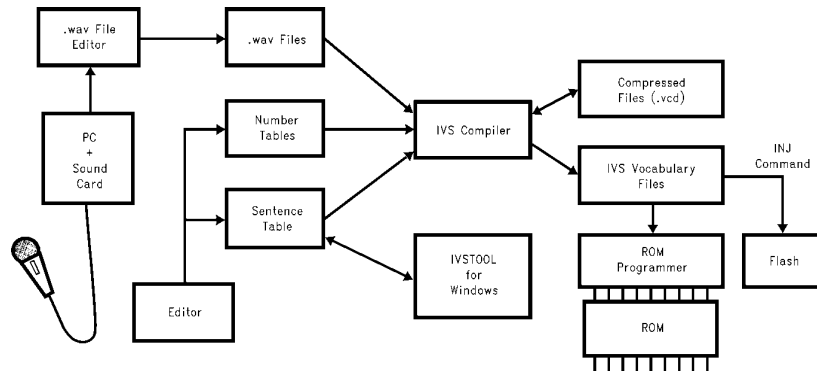 .wav File
Editor
.wav Files
Compressed
Files (.vcd)
Number
Tables
IVS Compiler
PC
+
Sound
Card
INJ
Command
IVS Vocabulary
Files
Sentence
Table
IVSTOOL
for
Windows
ROM
Programmer
Flash
Editor
ROM